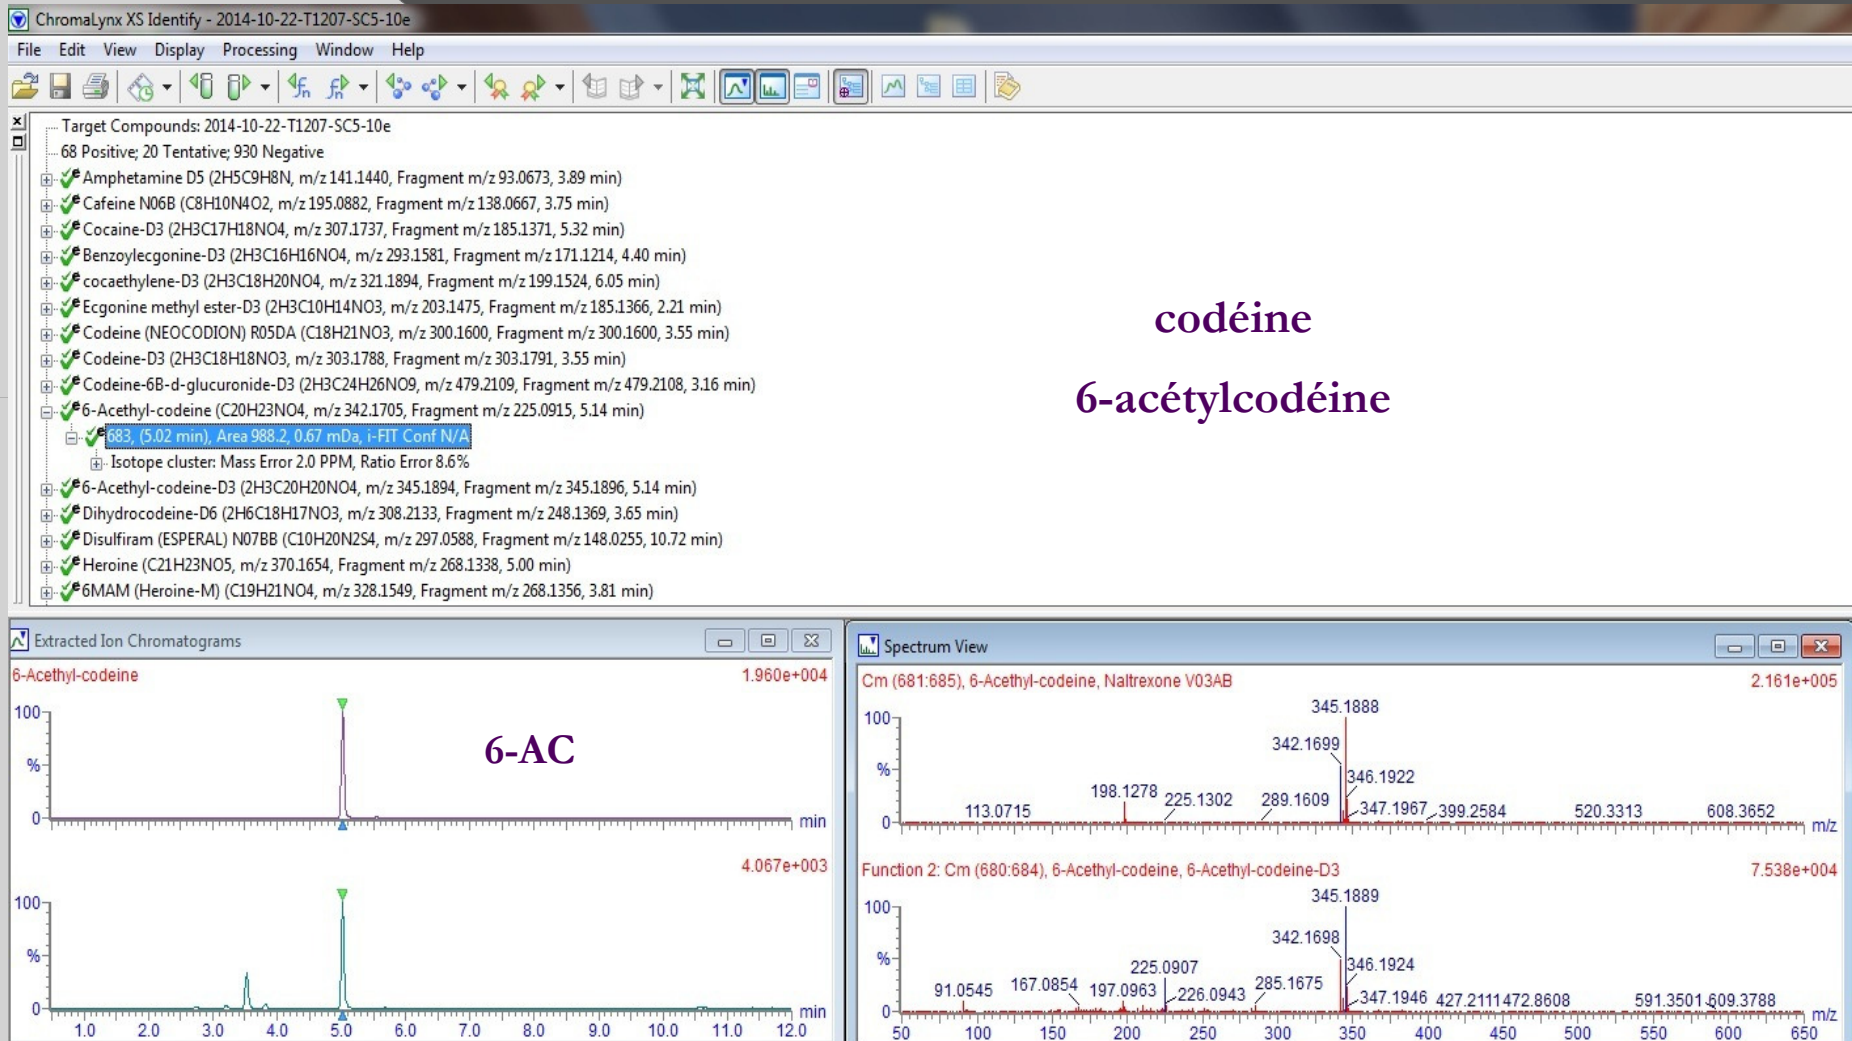 ChromaLynx XS Identify - 2014-10-22-T1207-SC5-10e
File Edit View Display Processing Window Help
Target Compounds: 2014-10-22-T1207-SC5-10e
68 Positive; 20 Tentative; 930 Negative
Amphetamine D5 (2H5C9H8N, m/z 141.1440, Fragment m/z 93.0673, 3.89 min)
Cafeine N06B (C8H10N4O2, m/z 195.0882, Fragment m/z 138.0667, 3.75 min)
Cocaine-D3 (2H3C17H18NO4, m/z 307.1737, Fragment m/z 185.1371, 5.32 min)
Benzoylecgonine-D3 (2H3C16H16NO4, m/z 293.1581, Fragment m/z 171.1214, 4.40 min)
cocaethylene-D3 (2H3C18H20NO4, m/z 321.1894, Fragment m/z 199.1524, 6.05 min)
Ecgonine methyl ester-D3 (2H3C10H14NO3, m/z 203.1475, Fragment m/z 185.1366, 2.21 min)
Codeine (NEOCODION) R05DA (C18H21NO3, m/z 300.1600, Fragment m/z 300.1600, 3.55 min)
Codeine-D3 (2H3C18H18NO3, m/z 303.1788, Fragment m/z 303.1791, 3.55 min)
Codeine-6B-d-glucuronide-D3 (2H3C24H26NO9, m/z 479.2109, Fragment m/z 479.2108, 3.16 min)
6-Acethyl-codeine (C20H23NO4, m/z 342.1705, Fragment m/z 225.0915, 5.14 min)
683, (5.02 min), Area 988.2, 0.67 mDa, i-FIT Conf N/A
Isotope cluster: Mass Error 2.0 PPM, Ratio Error 8.6%
6-Acethyl-codeine-D3 (2H3C20H20NO4, m/z 345.1894, Fragment m/z 345.1896, 5.14 min)
Dihydrocodeine-D6 (2H6C18H17NO3, m/z 308.2133, Fragment m/z 248.1369, 3.65 min)
Disulfiram (ESPERAL) N07BB (C10H20N2S4, m/z 297.0588, Fragment m/z 148.0255, 10.72 min)
Heroine (C21H23NO5, m/z 370.1654, Fragment m/z 268.1338, 5.00 min)
6MAM (Heroine-M) (C19H21NO4, m/z 328.1549, Fragment m/z 268.1356, 3.81 min)
codéine
6-acétylcodéine
Extracted Ion Chromatograms
6-Acethyl-codeine 1.960e+004
100
%
0
min
6-AC
4.067e+003
100
%
0
min
1.0 2.0 3.0 4.0 5.0 6.0 7.0 8.0 9.0 10.0 11.0 12.0
Spectrum View
Cm (681:685), 6-Acethyl-codeine, Naltrexone V03AB 2.161e+005
345.1888
100
342.1699
%
346.1922
198.1278 225.1302 289.1609
113.0715 347.1967 399.2584 520.3313 608.3652
0
m/z
Function 2: Cm (680:684), 6-Acethyl-codeine, 6-Acethyl-codeine-D3 7.538e+004
345.1889
100
342.1698
%
346.1924
225.0907
91.0545 167.0854 197.0963 226.0943 285.1675
347.1946 427.2111 472.8608 591.3501 609.3788
0
m/z
50 100 150 200 250 300 350 400 450 500 550 600 650